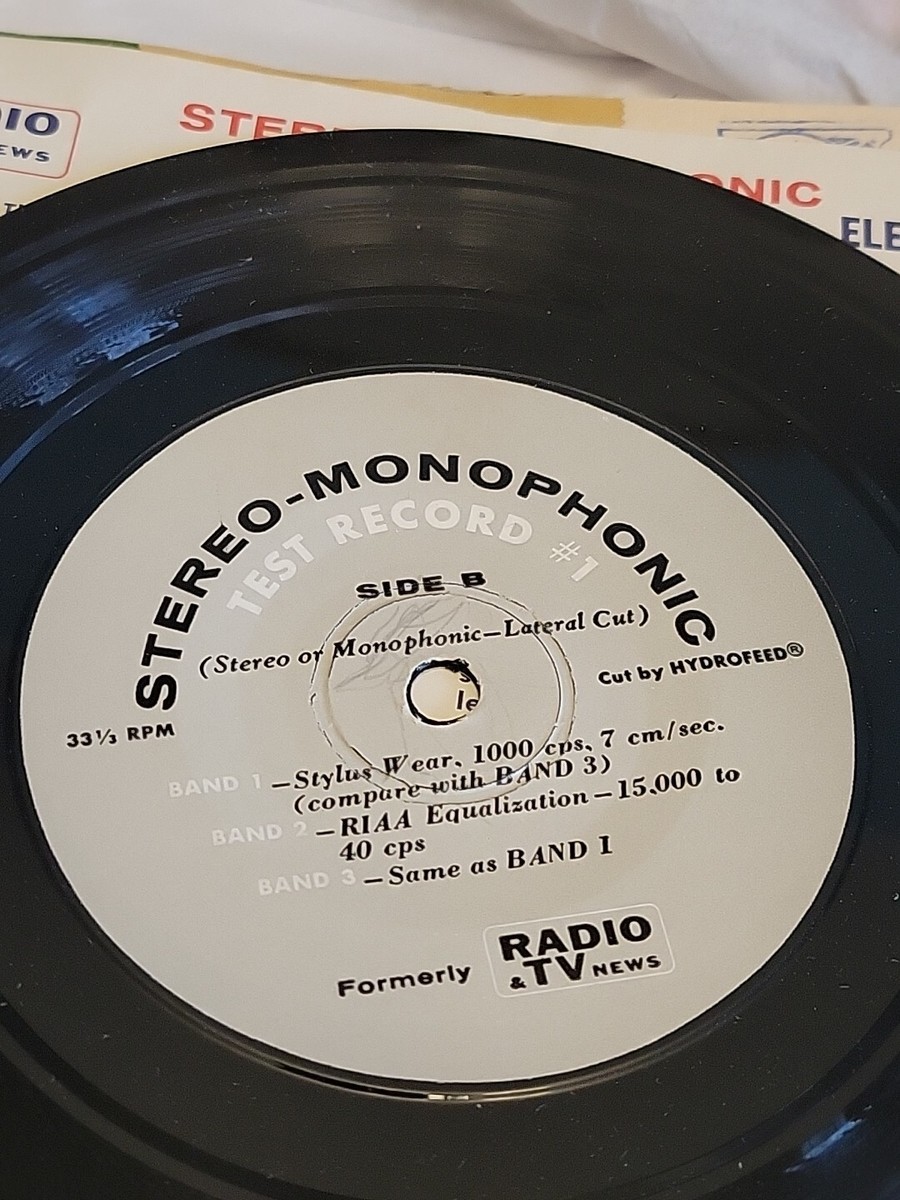 DIO
EWS
STER
ONIC
ELE
STEREO-MONOPHONIC
TEST RECORD #1
SIDE B
(Stereo or Monophonic—Lateral Cut)
Cut by HYDROFEED®
33⅓ RPM
BAND 1—Stylus Wear, 1000 cps, 7 cm/sec.
(compare with BAND 3)
BAND 2—RIAA Equalization—15,000 to
40 cps
BAND 3—Same as BAND 1
Formerly RADIO
& TV NEWS